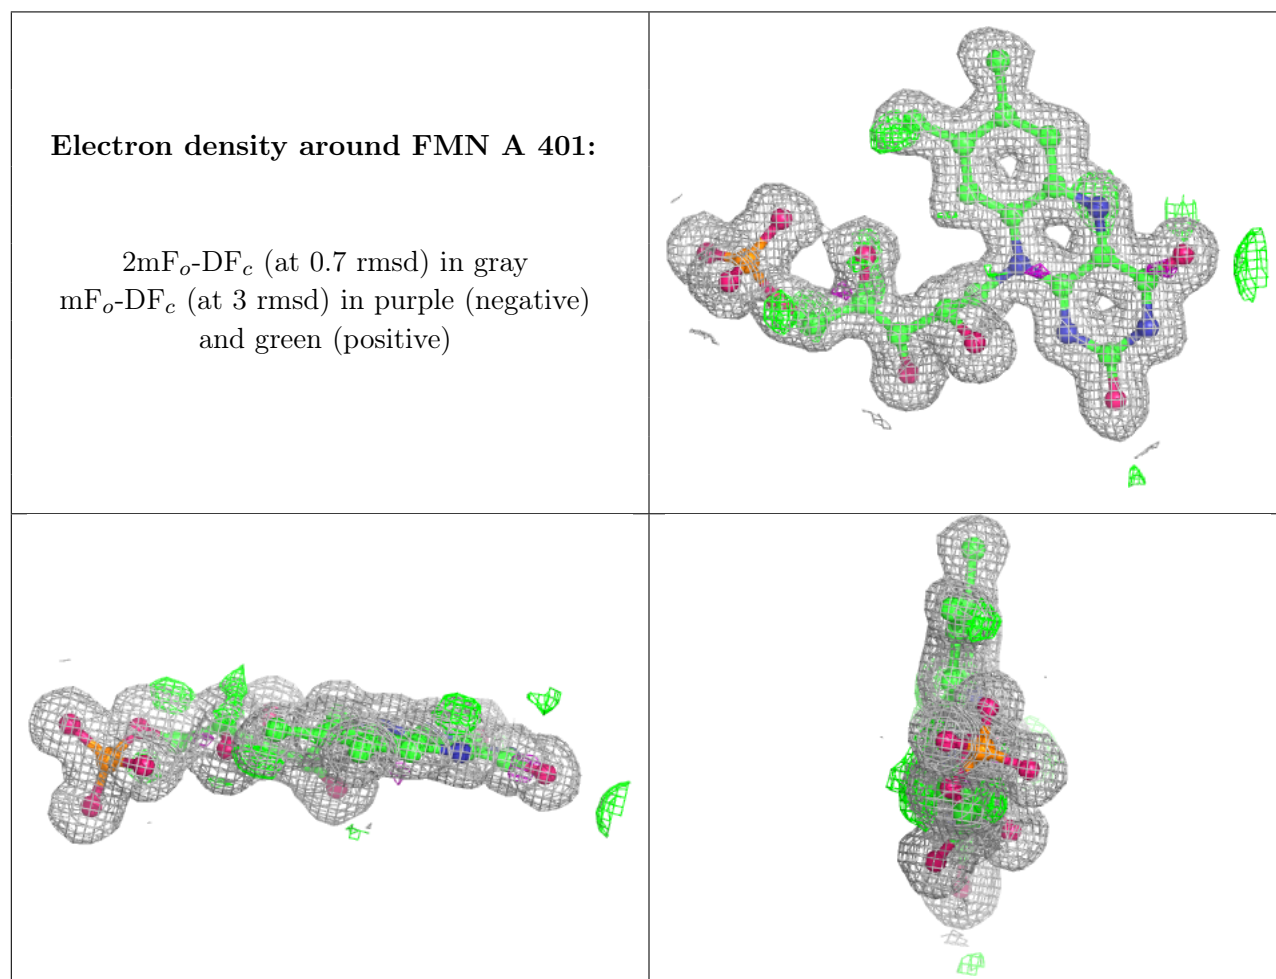 Electron density around FMN A 401:
2mFo-DFc (at 0.7 rmsd) in gray
mFo-DFc (at 3 rmsd) in purple (negative)
and green (positive)